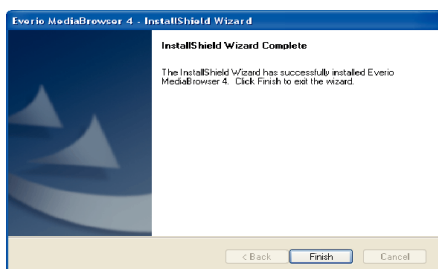 Everio MediaBrowser 4 - InstallShield Wizard
InstallShield Wizard Complete
The InstallShield Wizard has successfully installed Everio
MediaBrowser 4. Click Finish to exit the wizard.
< Back Finish Cancel